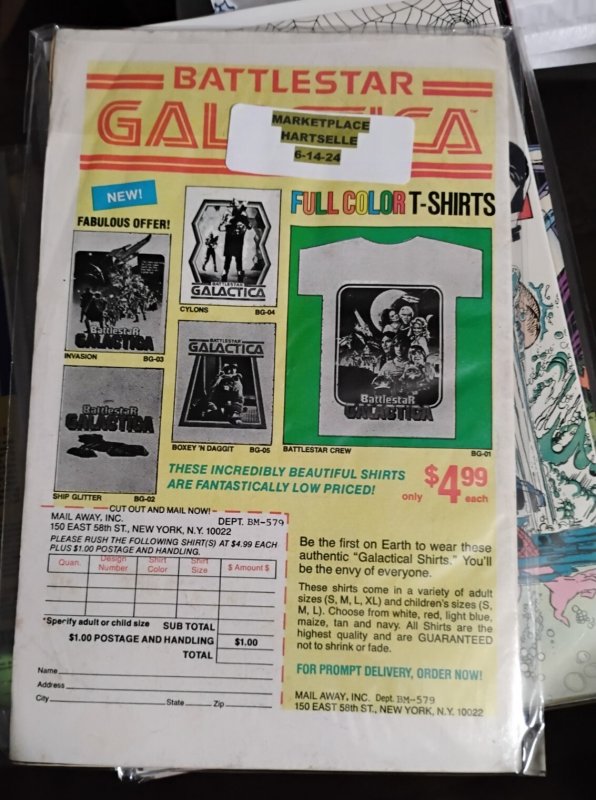 BATTLESTAR
GAL CA
MARKETPLACE
HARTSELLE
6-14-24
NEW!
FABULOUS OFFER!
FULL COLOR T-SHIRTS
BATTLESTAR
GALACTICA
CYLONS BG-04
Battlestar
GALACTICA
INVASION BG-03
BATTLESTAR
GALACTICA
BOXEY 'N DAGGIT BG-05
BattlestaR
GALACTICA
SHIP GLITTER BG-02
BattlestaR
GALACTICA
BATTLESTAR CREW BG-01
THESE INCREDIBLY BEAUTIFUL SHIRTS
ARE FANTASTICALLY LOW PRICED!
only $4.99 each
CUT OUT AND MAIL NOW!
MAIL AWAY, INC. DEPT. BM-579
150 EAST 58th ST., NEW YORK, N.Y. 10022
PLEASE RUSH THE FOLLOWING SHIRT(S) AT $4.99 EACH
PLUS $1.00 POSTAGE AND HANDLING.
Quan. Design Number Shirt Color Shirt Size $ Amount $
*Specify adult or child size SUB TOTAL
$1.00 POSTAGE AND HANDLING $1.00
TOTAL
Name
Address
City State Zip
Be the first on Earth to wear these
authentic "Galactical Shirts." You'll
be the envy of everyone.
These shirts come in a variety of adult
sizes (S, M, L, XL) and children's sizes (S,
M, L). Choose from white, red, light blue,
maize, tan and navy. All Shirts are the
highest quality and are GUARANTEED
not to shrink or fade.
FOR PROMPT DELIVERY, ORDER NOW!
MAIL AWAY, INC. Dept. BM-579
150 EAST 58th ST., NEW YORK, N.Y. 10022